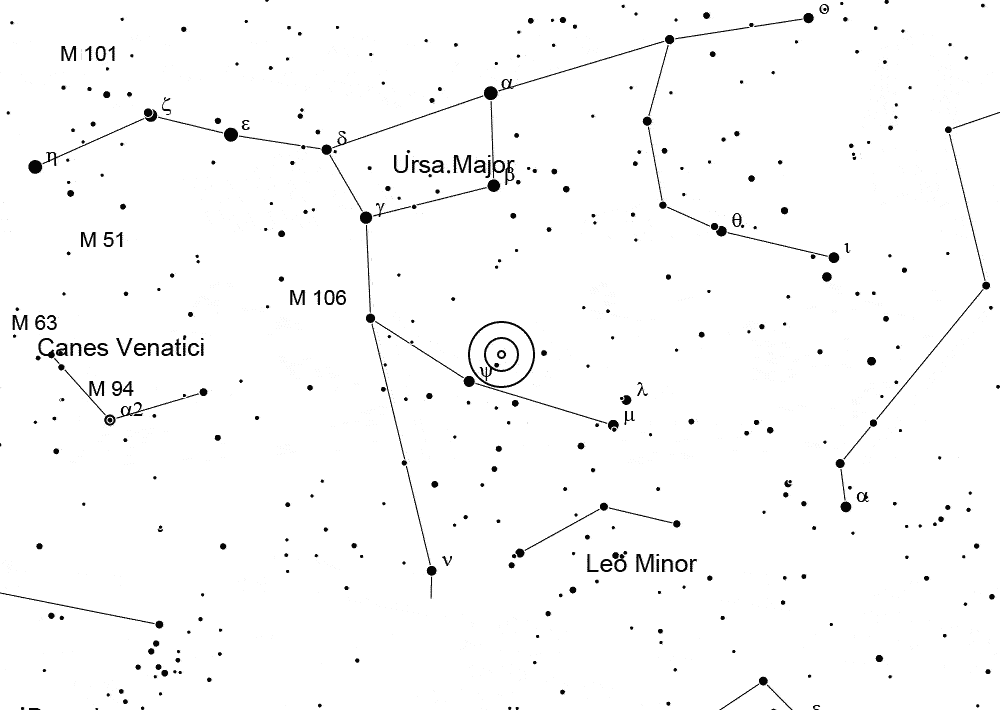 ο
M 101
α
ζ
ε
δ
η
Ursa Major
β
γ
θ
M 51
ι
M 106
M 63
Canes Venatici
ψ
M 94
λ
α2
μ
α
ν
Leo Minor